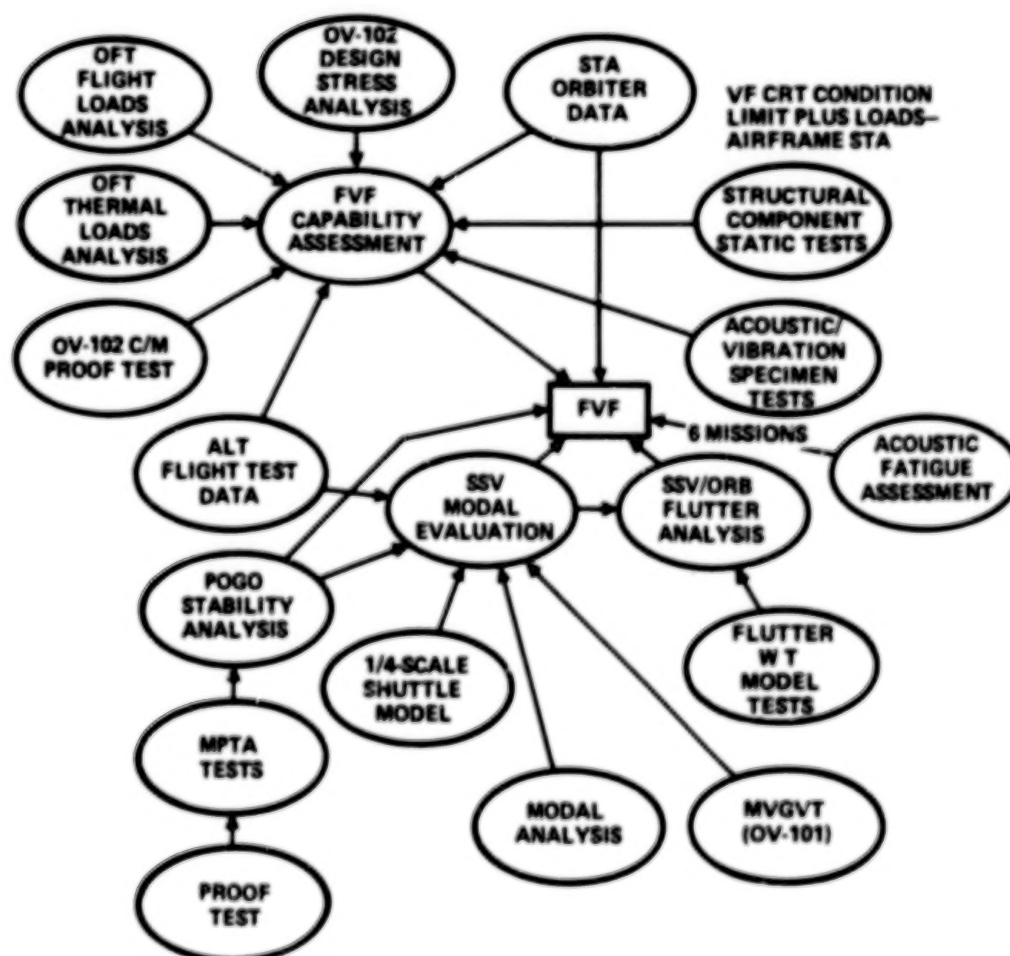 OFT
FLIGHT
LOADS
ANALYSIS
OV-102
DESIGN
STRESS
ANALYSIS
STA
ORBITER
DATA
VF CRT CONDITION
LIMIT PLUS LOADS—
AIRFRAME STA
OFT
THERMAL
LOADS
ANALYSIS
FVF
CAPABILITY
ASSESSMENT
STRUCTURAL
COMPONENT
STATIC TESTS
OV-102 C/M
PROOF TEST
ACOUSTIC/
VIBRATION
SPECIMEN
TESTS
FVF
6 MISSIONS
ALT
FLIGHT TEST
DATA
SSV
MODAL
EVALUATION
SSV/ORB
FLUTTER
ANALYSIS
ACOUSTIC
FATIGUE
ASSESSMENT
POGO
STABILITY
ANALYSIS
1/4-SCALE
SHUTTLE
MODEL
FLUTTER
W T
MODEL
TESTS
MPTA
TESTS
MODAL
ANALYSIS
MVGVT
(OV-101)
PROOF
TEST